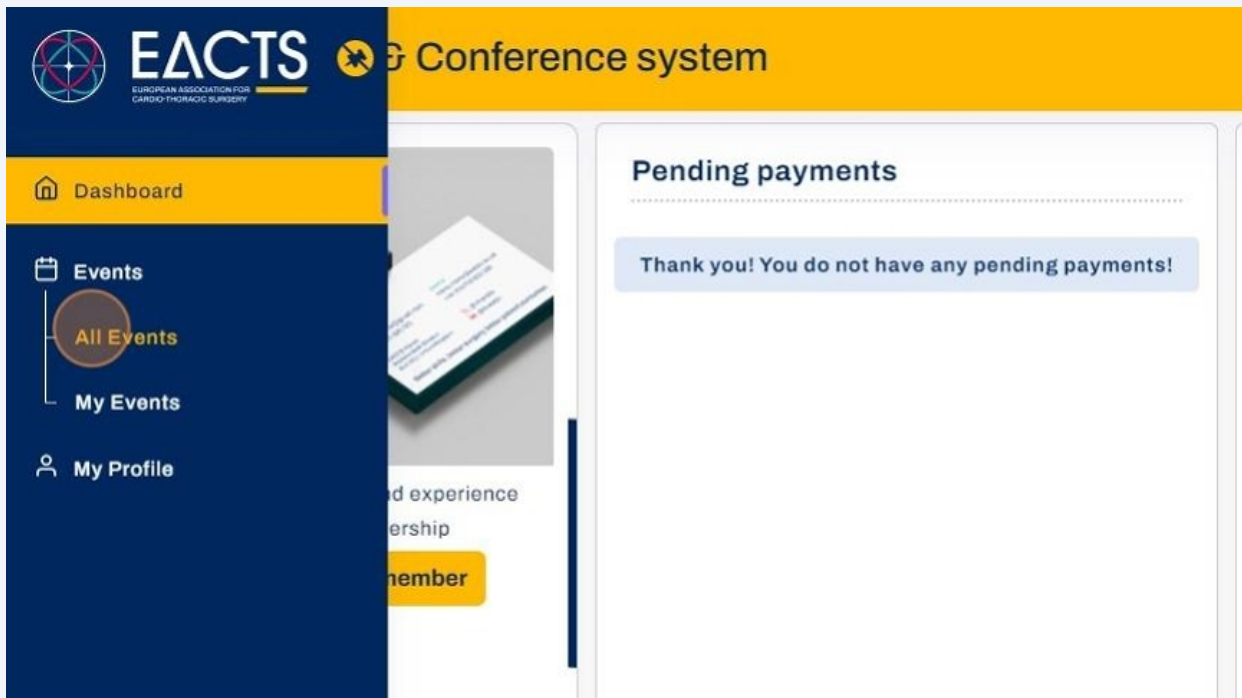 EACTS
EUROPEAN ASSOCIATION FOR
CARDIO-THORACIC SURGERY
& Conference system
Dashboard
Events
All Events
My Events
My Profile
d experience
ership
member
Pending payments
Thank you! You do not have any pending payments!